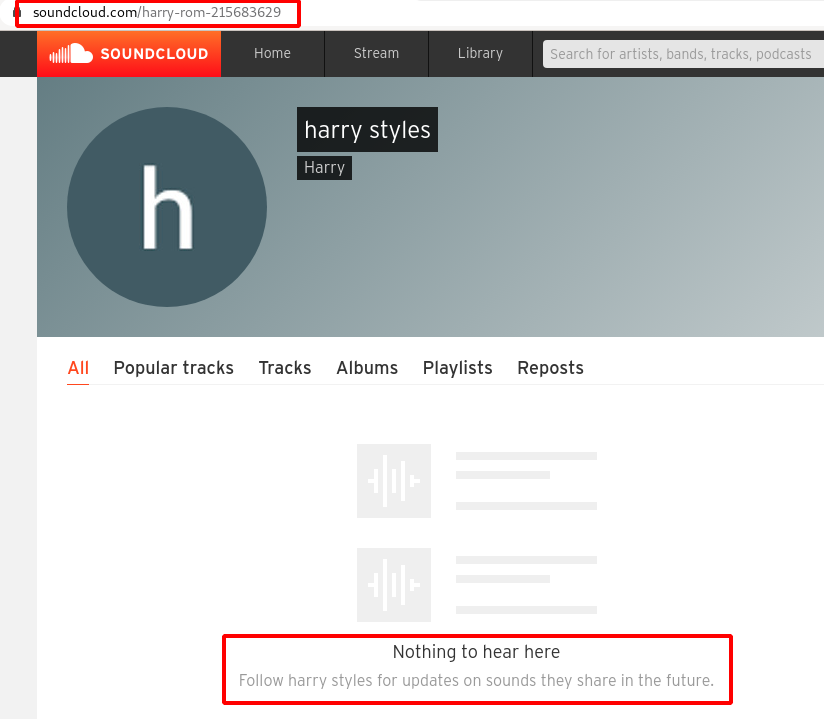 soundcloud.com/harry-rom-215683629
SOUNDCLOUD Home Stream Library Search for artists, bands, tracks, podcasts
h
harry styles
Harry
All Popular tracks Tracks Albums Playlists Reposts
Nothing to hear here
Follow harry styles for updates on sounds they share in the future.